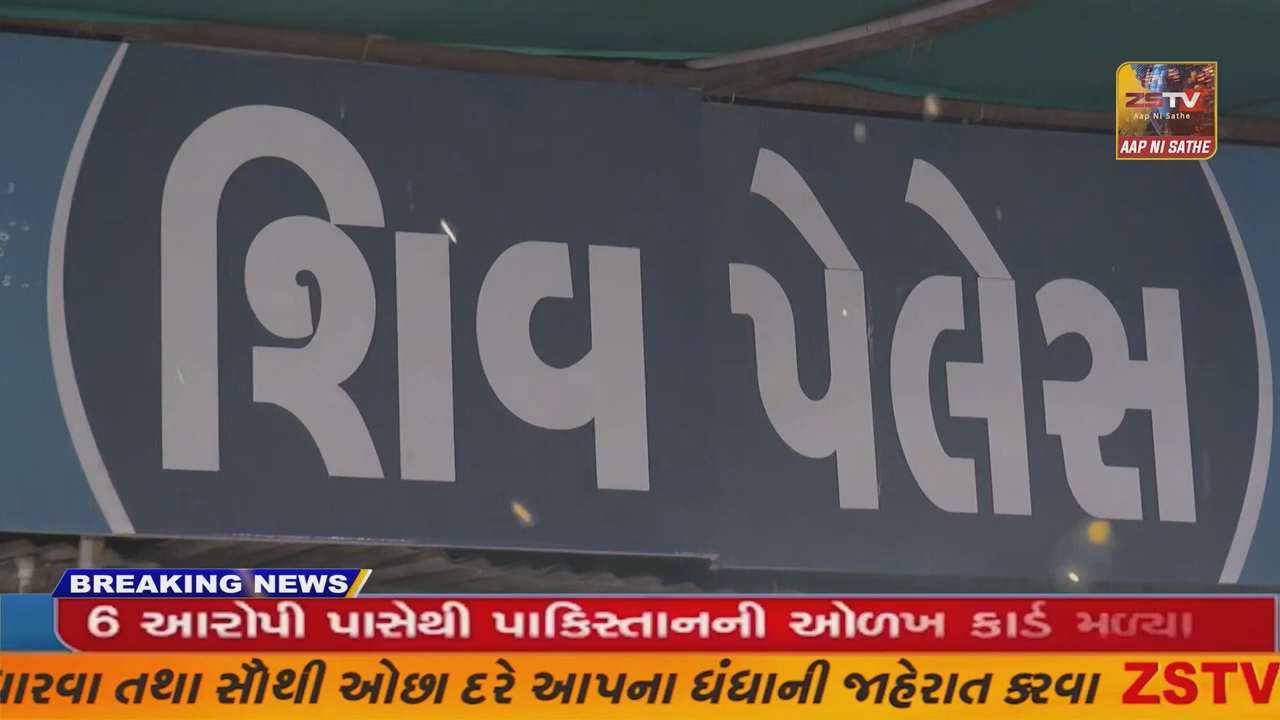 ZSTV
Aap Ni Sathe
AAP NI SATHE
શિવ પેલેસ
BREAKING NEWS
6 આરોપી પાસેથી પાકિસ્તાનની ઓળખ કાર્ડ મળ્યા
ધારવા તથા સૌથી ઓછા દરે આપના ધંધાની જાહેરાત કરવા ZSTV